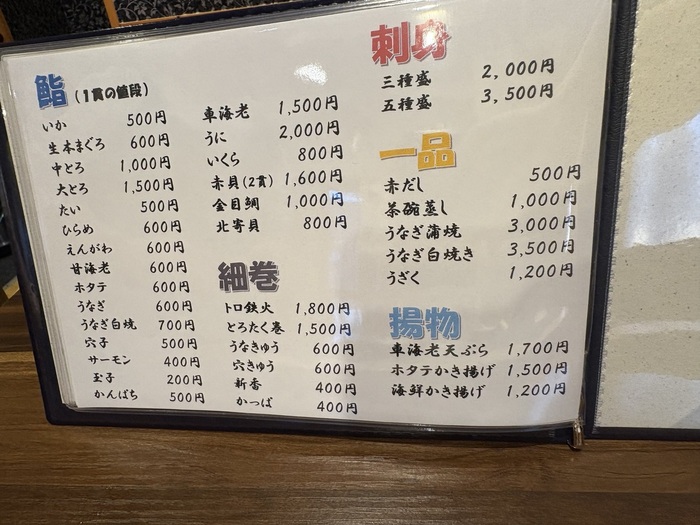 鮨 (1貫の値段)
いか 500円
生本まぐろ 600円
中とろ 1,000円
大とろ 1,500円
たい 500円
ひらめ 600円
えんがわ 600円
甘海老 600円
ホタテ 600円
うなぎ 600円
うなぎ白焼 700円
穴子 500円
サーモン 400円
玉子 200円
かんぱち 500円
車海老 1,500円
うに 2,000円
いくら 800円
赤貝(2貫) 1,600円
金目鯛 1,000円
北寄貝 800円
細巻
トロ鉄火 1,800円
とろたく巻 1,500円
うなきゅう 600円
穴きゅう 600円
新香 400円
かっぱ 400円
刺身
三種盛 2,000円
五種盛 3,500円
一品
赤だし 500円
茶碗蒸し 1,000円
うなぎ蒲焼 3,000円
うなぎ白焼き 3,500円
うざく 1,200円
揚物
車海老天ぷら 1,700円
ホタテかき揚げ 1,500円
海鮮かき揚げ 1,200円